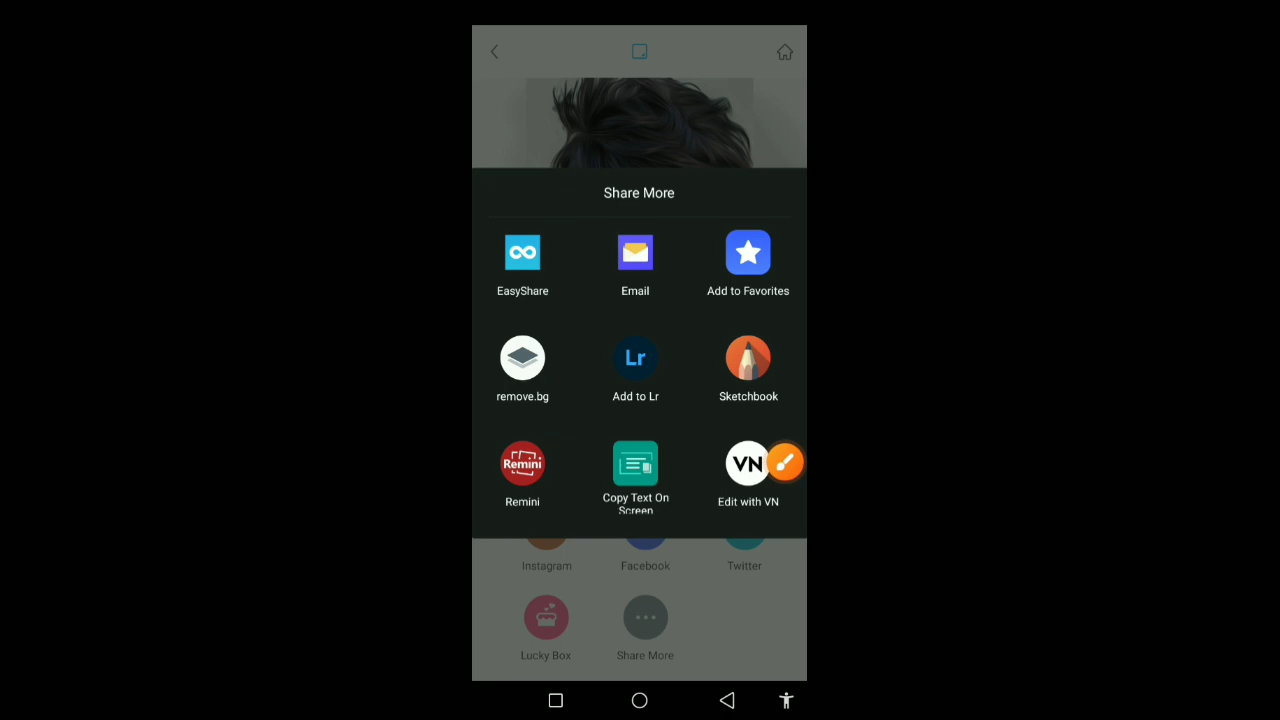 Share More
EasyShare
Email
Add to Favorites
remove.bg
Lr
Add to Lr
Sketchbook
Remini
Remini
Copy Text On
Screen
VN
Edit with VN
Instagram
Facebook
Twitter
Lucky Box
Share More